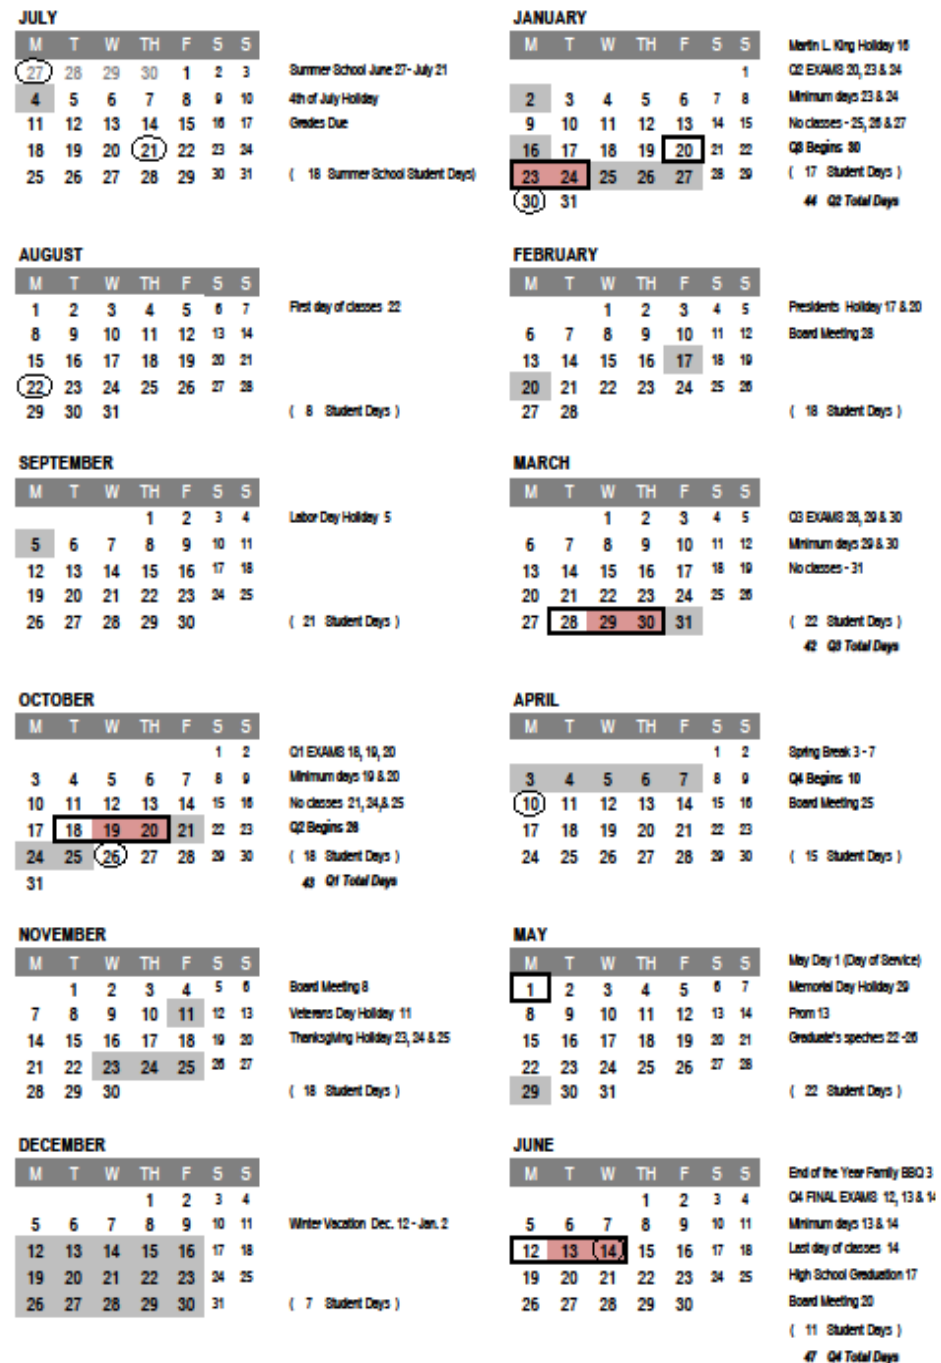 JULY
M T W TH F S S
27 28 29 30 1 2 3
4 5 6 7 8 9 10
11 12 13 14 15 16 17
18 19 20 21 22 23 24
25 26 27 28 29 30 31
Summer School June 27- July 21
4th of July Holiday
Grades Due
( 18 Summer School Student Days)
AUGUST
M T W TH F S S
1 2 3 4 5 6 7
8 9 10 11 12 13 14
15 16 17 18 19 20 21
22 23 24 25 26 27 28
29 30 31
First day of classes 22
( 8 Student Days )
SEPTEMBER
M T W TH F S S
1 2 3 4
5 6 7 8 9 10 11
12 13 14 15 16 17 18
19 20 21 22 23 24 25
26 27 28 29 30
Labor Day Holiday 5
( 21 Student Days )
OCTOBER
M T W TH F S S
1 2
3 4 5 6 7 8 9
10 11 12 13 14 15 16
17 18 19 20 21 22 23
24 25 26 27 28 29 30
31
Q1 EXAMS 18, 19, 20
Minimum days 19 & 20
No classes 21, 24,& 25
Q2 Begins 26
( 18 Student Days )
43 Q1 Total Days
NOVEMBER
M T W TH F S S
1 2 3 4 5 6
7 8 9 10 11 12 13
14 15 16 17 18 19 20
21 22 23 24 25 26 27
28 29 30
Board Meeting 8
Veterans Day Holiday 11
Thanksgiving Holiday 23, 24 & 25
( 18 Student Days )
DECEMBER
M T W TH F S S
1 2 3 4
5 6 7 8 9 10 11
12 13 14 15 16 17 18
19 20 21 22 23 24 25
26 27 28 29 30 31
Winter Vacation Dec. 12 - Jan. 2
( 7 Student Days )
JANUARY
M T W TH F S S
1
2 3 4 5 6 7 8
9 10 11 12 13 14 15
16 17 18 19 20 21 22
23 24 25 26 27 28 29
30 31
Martin L. King Holiday 16
Q2 EXAMS 20, 23 & 24
Minimum days 23 & 24
No classes - 25, 26 & 27
Q3 Begins 30
( 17 Student Days )
44 Q2 Total Days
FEBRUARY
M T W TH F S S
1 2 3 4 5
6 7 8 9 10 11 12
13 14 15 16 17 18 19
20 21 22 23 24 25 26
27 28
Presidents Holiday 17 & 20
Board Meeting 28
( 18 Student Days )
MARCH
M T W TH F S S
1 2 3 4 5
6 7 8 9 10 11 12
13 14 15 16 17 18 19
20 21 22 23 24 25 26
27 28 29 30 31
Q3 EXAMS 28, 29 & 30
Minimum days 29 & 30
No classes - 31
( 22 Student Days )
42 Q3 Total Days
APRIL
M T W TH F S S
1 2
3 4 5 6 7 8 9
10 11 12 13 14 15 16
17 18 19 20 21 22 23
24 25 26 27 28 29 30
Spring Break 3 - 7
Q4 Begins 10
Board Meeting 25
( 15 Student Days )
MAY
M T W TH F S S
1 2 3 4 5 6 7
8 9 10 11 12 13 14
15 16 17 18 19 20 21
22 23 24 25 26 27 28
29 30 31
May Day 1 (Day of Service)
Memorial Day Holiday 29
Prom 13
Graduate's speches 22 -26
( 22 Student Days )
JUNE
M T W TH F S S
1 2 3 4
5 6 7 8 9 10 11
12 13 14 15 16 17 18
19 20 21 22 23 24 25
26 27 28 29 30
End of the Year Family BBQ 3
Q4 FINAL EXAMS 12, 13 & 14
Minimum days 13 & 14
Last day of classes 14
High School Graduation 17
Board Meeting 20
( 11 Student Days )
47 Q4 Total Days